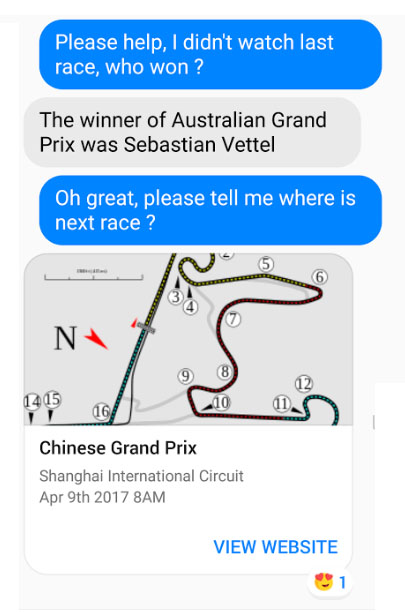 Please help, I didn't watch last
race, who won ?
The winner of Australian Grand
Prix was Sebastian Vettel
Oh great, please tell me where is
next race ?
2
5
6
3
4
7
N
8
9
10
11
12
14 15
16
Chinese Grand Prix
Shanghai International Circuit
Apr 9th 2017 8AM
VIEW WEBSITE
1